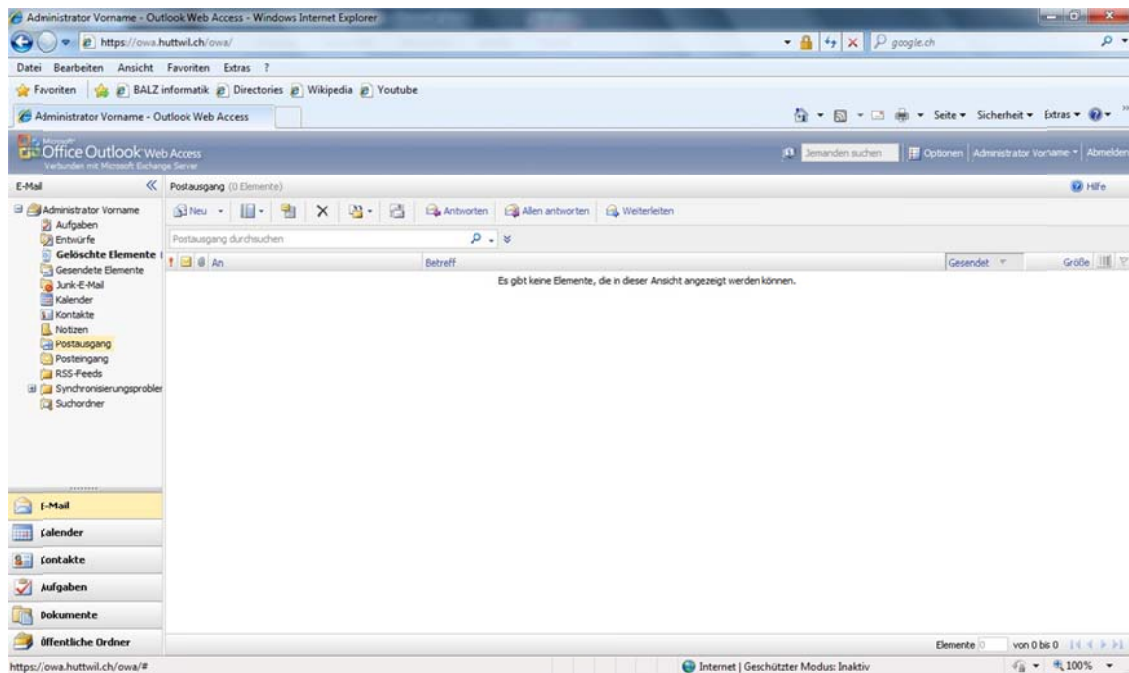 Administrator Vorname - Outlook Web Access - Windows Internet Explorer
https://owa.huttwil.ch/owa/
google.ch
Datei Bearbeiten Ansicht Favoriten Extras ?
Favoriten BALZ informatik Directories Wikipedia Youtube
Administrator Vorname - Outlook Web Access
Seite Sicherheit Extras
Microsoft
Office Outlook Web Access
Verbunden mit Microsoft Exchange Server
Jemanden suchen Optionen Administrator Vorname Abmelden
E-Mail Postausgang (0 Elemente) Hilfe
Administrator Vorname
Neu Antworten Allen antworten Weiterleiten
Aufgaben
Entwürfe
Postausgang durchsuchen
Gelöschte Elemente
An Betreff Gesendet Größe
Gesendete Elemente
Es gibt keine Elemente, die in dieser Ansicht angezeigt werden können.
Junk-E-Mail
Kalender
Kontakte
Notizen
Postausgang
Posteingang
RSS-Feeds
Synchronisierungsprobler
Suchordner
E-Mail
Kalender
Kontakte
Aufgaben
Dokumente
Öffentliche Ordner
Elemente 0 von 0 bis 0
https://owa.huttwil.ch/owa/#
Internet | Geschützter Modus: Inaktiv
100%